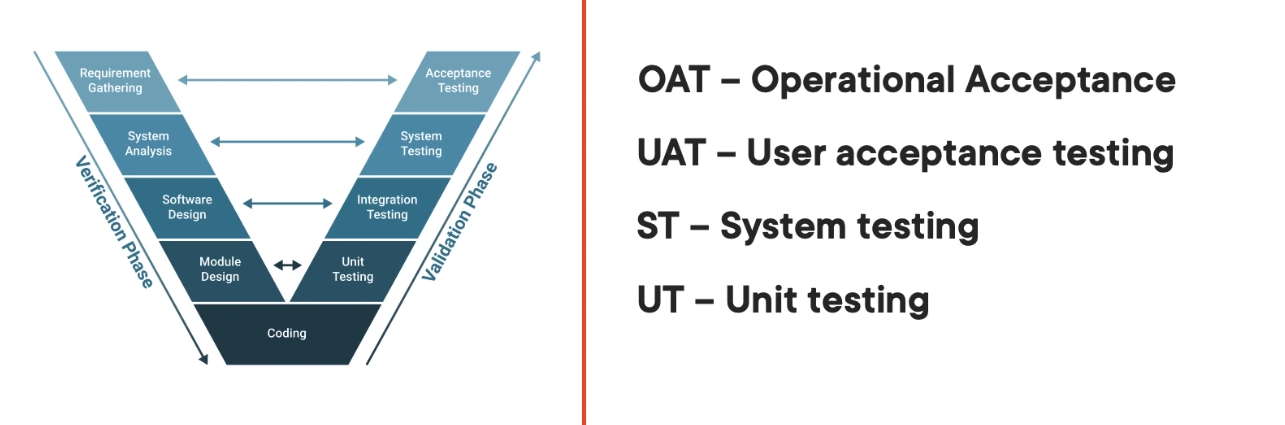 Requirement
Gathering
Acceptance
Testing
System
Analysis
System
Testing
Software
Design
Integration
Testing
Module
Design
Unit
Testing
Coding
Verification Phase
Validation Phase
OAT – Operational Acceptance
UAT – User acceptance testing
ST – System testing
UT – Unit testing